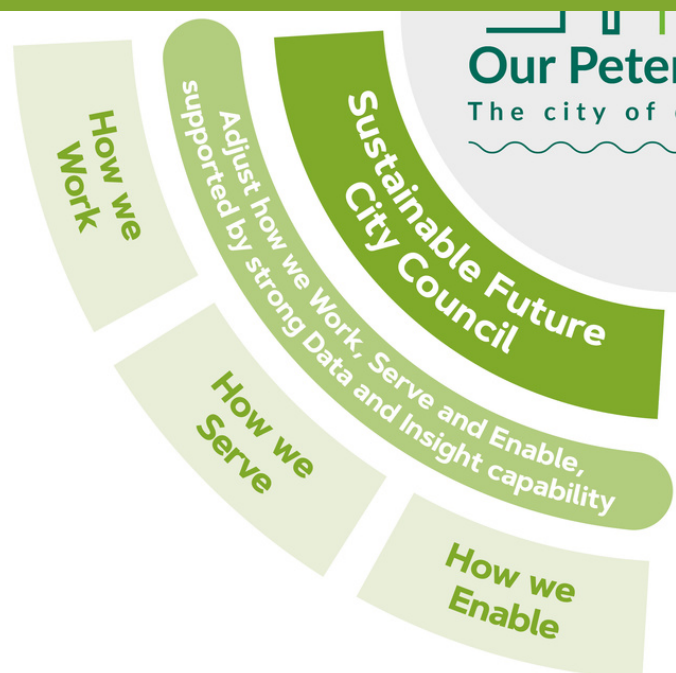 Our Peter
The city of
Sustainable Future
City Council
Adjust how we Work, Serve and Enable,
supported by strong Data and Insight capability
How we
Work
How we
Serve
How we
Enable